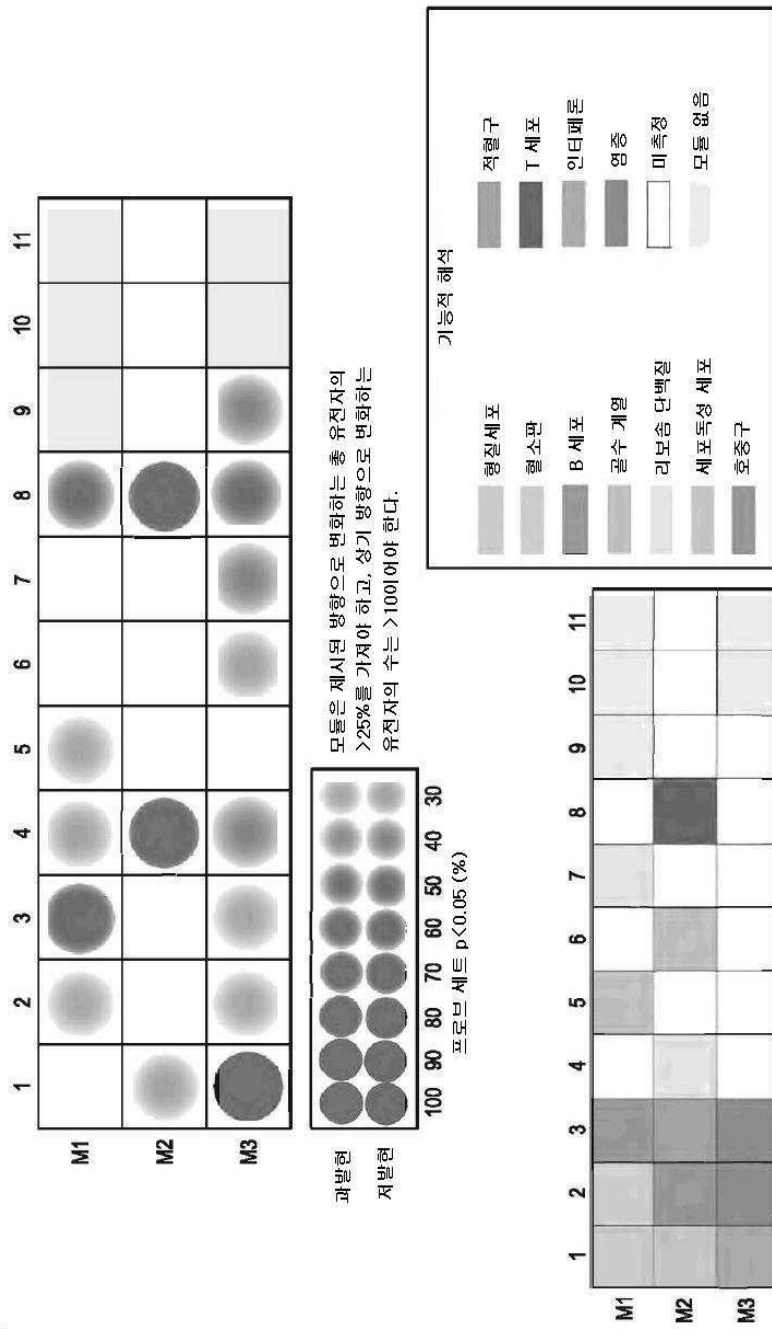 1 2 3 4 5 6 7 8 9 10 11
M1
M2
M3
과발현
저발현
100 90 80 70 60 50 40 30
프로브 세트 p<0.05 (%)
모듈은 제시된 방향으로 변화하는 총 유전자의
>25%를 가져야 하고, 상기 방향으로 변화하는
유전자의 수는 >10이어야 한다.
1 2 3 4 5 6 7 8 9 10 11
M1
M2
M3
기능적 해석
형질세포
혈소판
B 세포
골수 계열
리보솜 단백질
세포독성 세포
호중구
적혈구
T 세포
인터페론
염증
미측정
모듈 없음